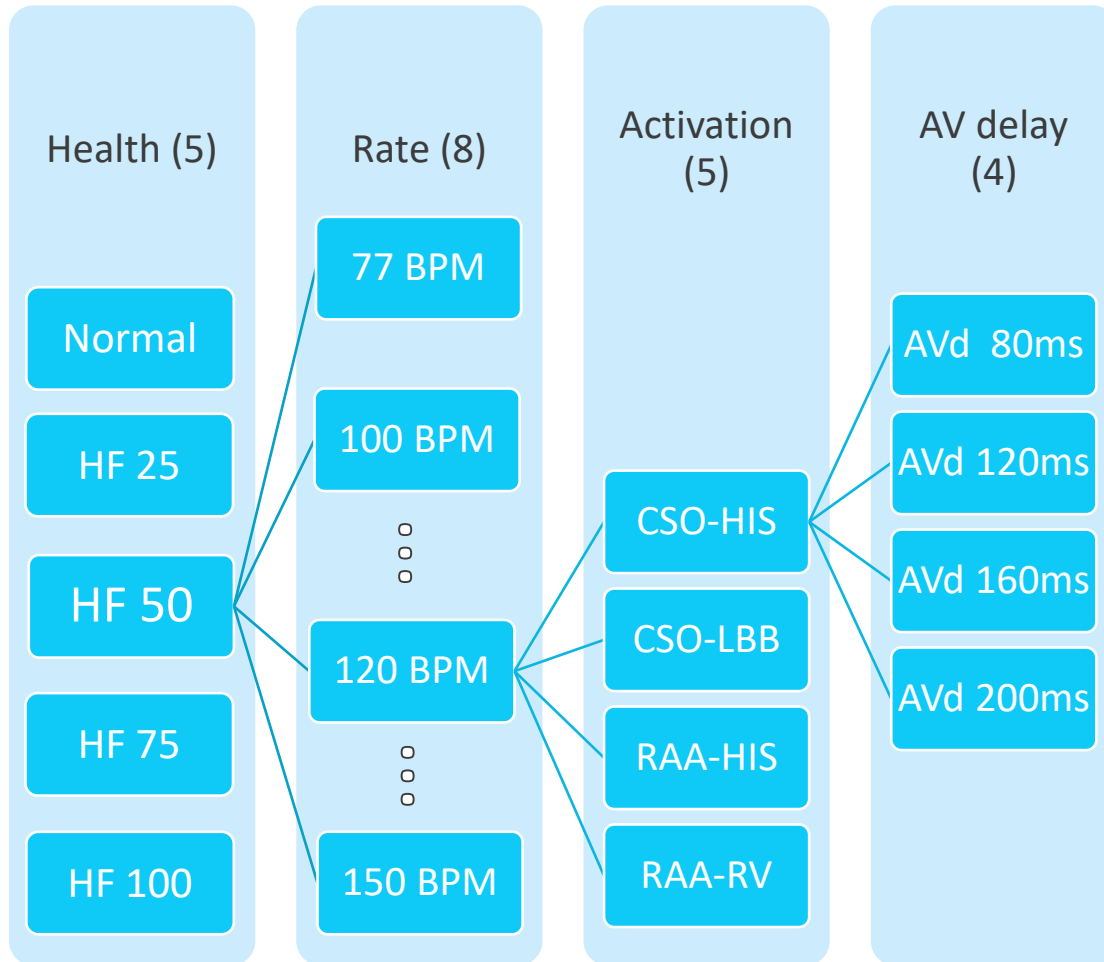 Health (5)
Normal
HF 25
HF 50
HF 75
HF 100
Rate (8)
77 BPM
100 BPM
120 BPM
150 BPM
Activation
(5)
CSO-HIS
CSO-LBB
RAA-HIS
RAA-RV
AV delay
(4)
AVd 80ms
AVd 120ms
AVd 160ms
AVd 200ms